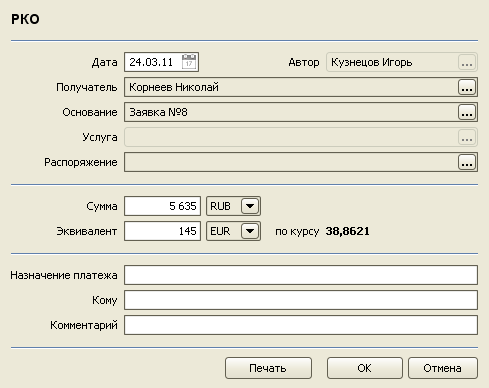 РКО
Дата 24.03.11 17 Автор Кузнецов Игорь ...
Получатель Корнеев Николай ...
Основание Заявка №8 ...
Услуга ...
Распоряжение ...
Сумма 5 635 RUB
Эквивалент 145 EUR по курсу 38,8621
Назначение платежа
Кому
Комментарий
Печать OK Отмена